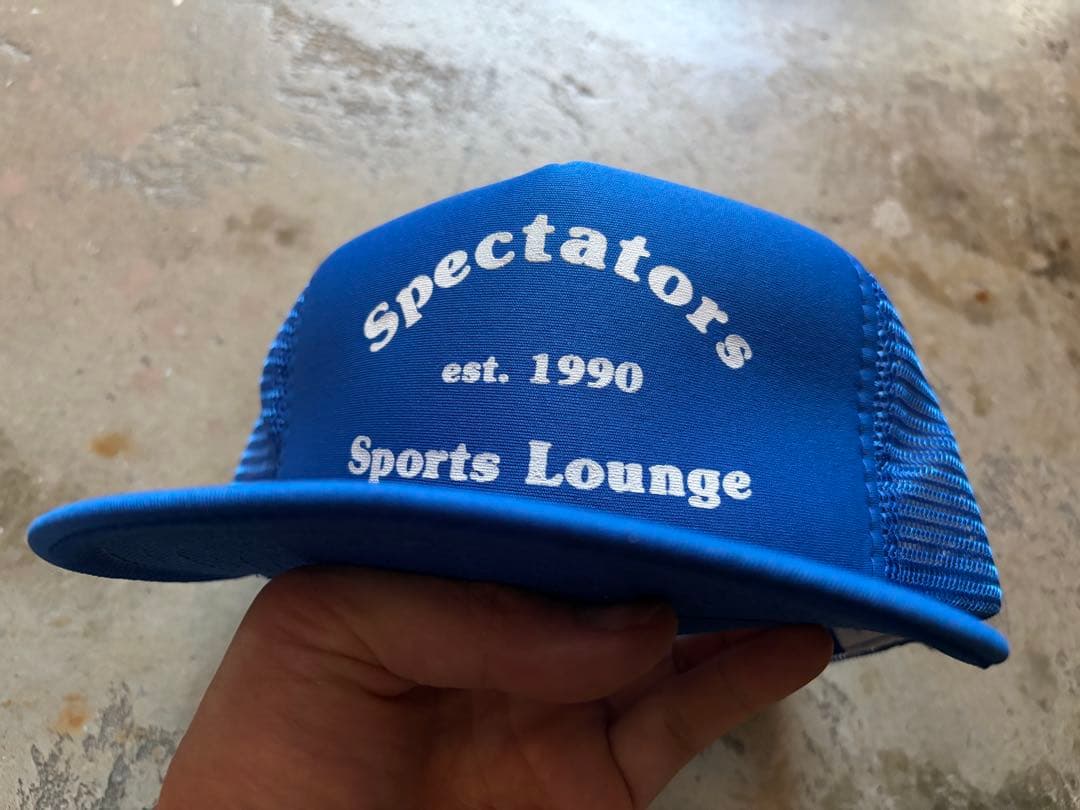 Spectators
est. 1990
Sports Lounge